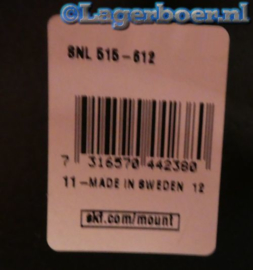 ©Lagerboer.nl
SNL 515-612
7 316570 442380
11-MADE IN SWEDEN 12
skf.com/mount